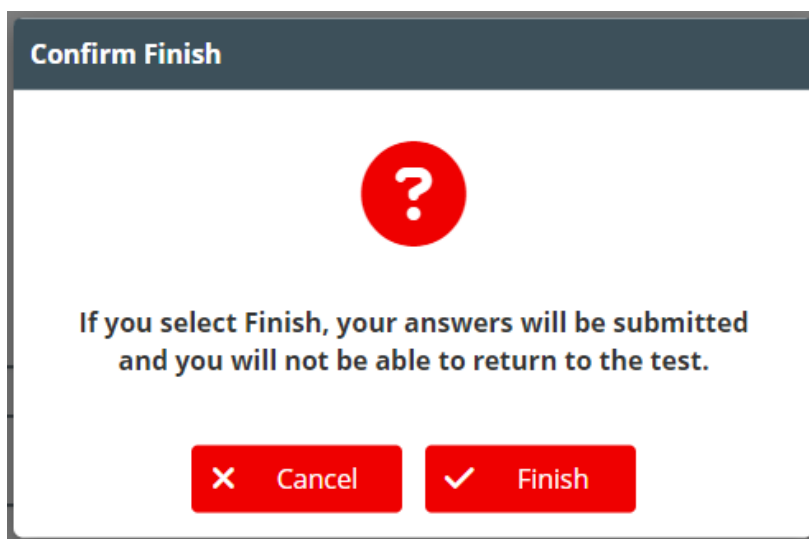 Confirm Finish
If you select Finish, your answers will be submitted
and you will not be able to return to the test.
Cancel
Finish